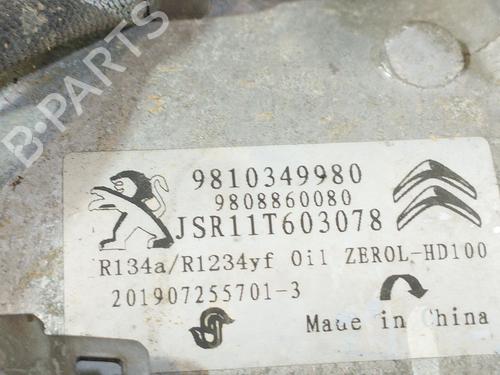 B-PARTS
9810349980
9808860080
JSR11T603078
R134a/R1234yf Oil ZEROL-HD100
201907255701-3
Made in China